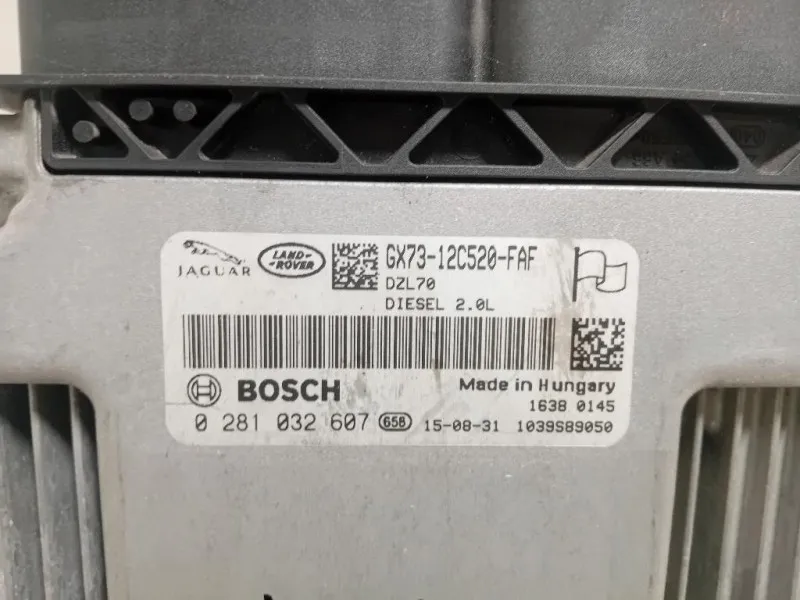 JAGUAR
LAND-
ROVER
GX73-12C520-FAF
DZL70
DIESEL 2.0L
BOSCH
Made in Hungary
1638 0145
0 281 032 607 658 15-08-31 1039S89050